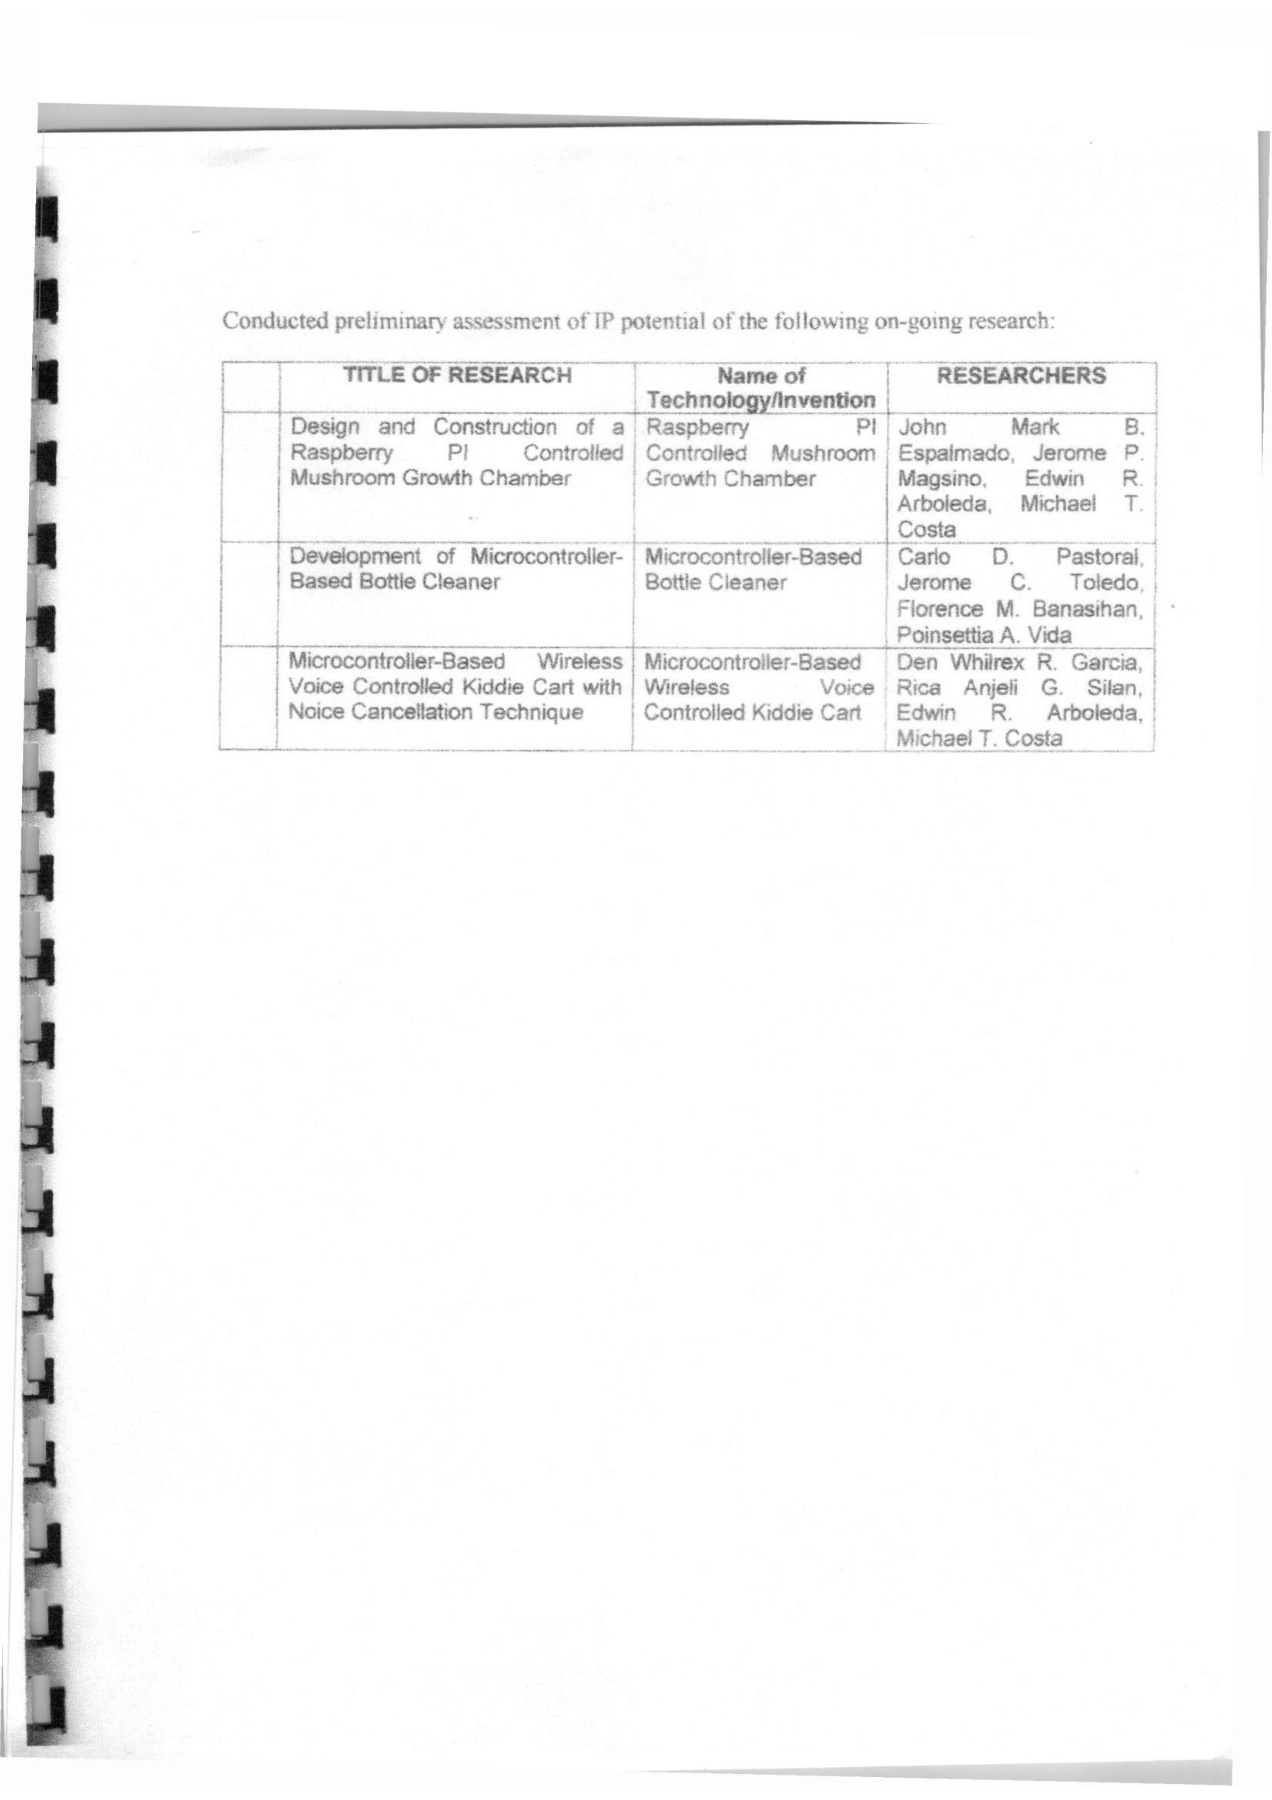 Conducted preliminary assessment of IP potential of the following on-going research:
TITLE OF RESEARCH
Name of
Technology/Invention
RESEARCHERS
Design and Construction of a
Raspberry PI Controlled
Mushroom Growth Chamber
Raspberry PI
Controlled Mushroom
Growth Chamber
John Mark B.
Espalmado, Jerome P.
Magsino, Edwin R.
Arboleda, Michael T.
Costa
Development of Microcontroller-
Based Bottle Cleaner
Microcontroller-Based
Bottle Cleaner
Carlo D. Pastoral,
Jerome C. Toledo,
Florence M. Banasihan,
Poinsettia A. Vida
Microcontroller-Based Wireless
Voice Controlled Kiddie Cart with
Noice Cancellation Technique
Microcontroller-Based
Wireless Voice
Controlled Kiddie Cart
Den Whilrex R. Garcia,
Rica Anjeli G. Silan,
Edwin R. Arboleda,
Michael T. Costa